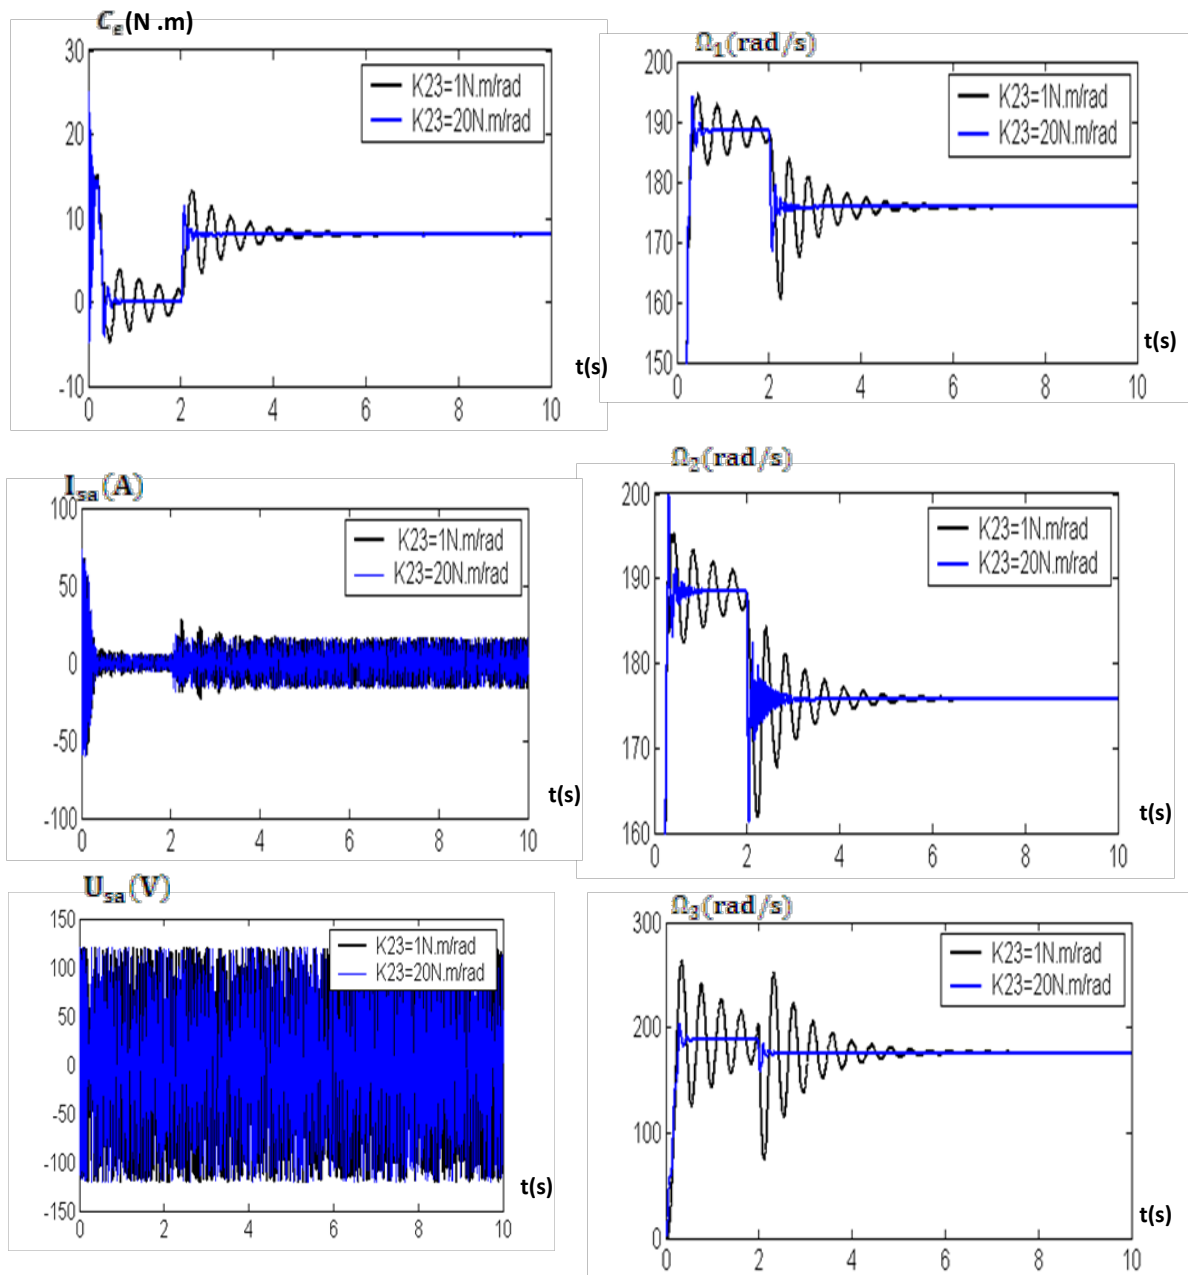 Cₑ(N .m)
30
20
10
0
-10
K23=1N.m/rad
K23=20N.m/rad
t(s)
0 2 4 6 8 10
Ω₁(rad/s)
200
190
180
170
160
150
K23=1N.m/rad
K23=20N.m/rad
t(s)
0 2 4 6 8 10
Iₛₐ(A)
100
50
0
-50
-100
K23=1N.m/rad
K23=20N.m/rad
t(s)
0 2 4 6 8 10
Ω₂(rad/s)
200
190
180
170
160
K23=1N.m/rad
K23=20N.m/rad
t(s)
0 2 4 6 8 10
Uₛₐ(V)
150
100
50
0
-50
-100
-150
K23=1N.m/rad
K23=20N.m/rad
t(s)
0 2 4 6 8 10
Ω₃(rad/s)
300
200
100
0
K23=1N.m/rad
K23=20N.m/rad
t(s)
0 2 4 6 8 10